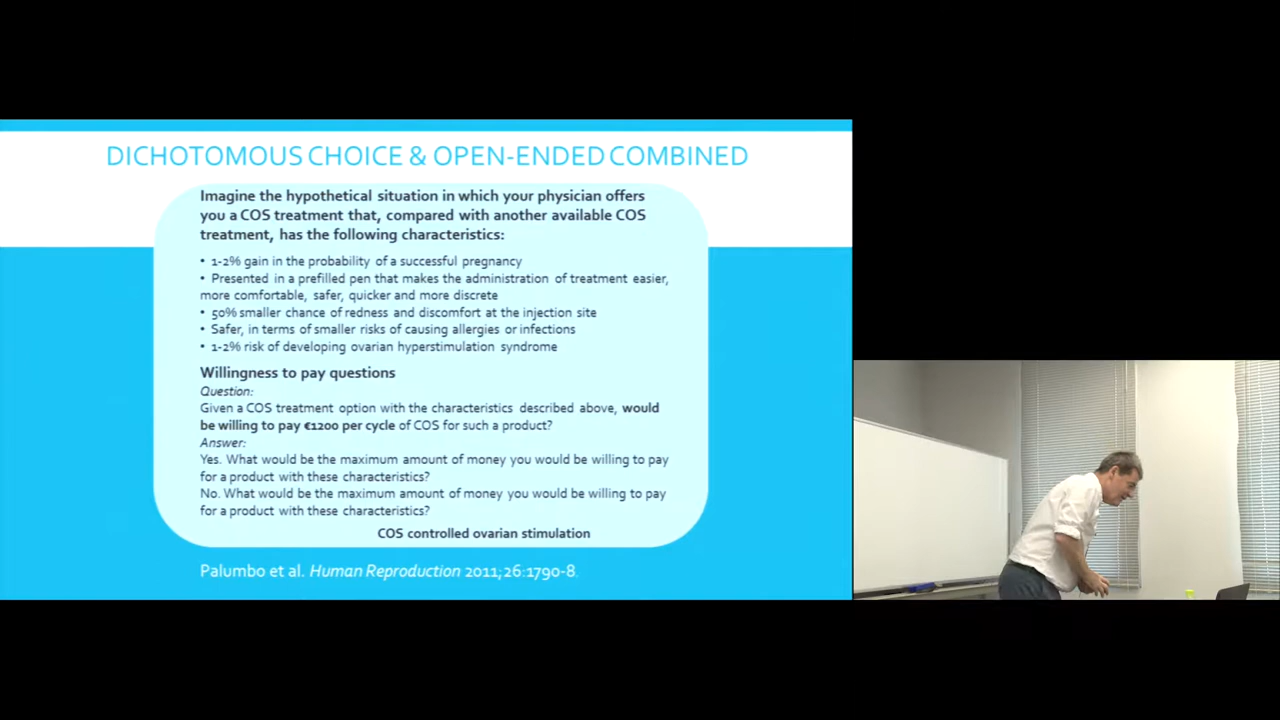 DICHOTOMOUS CHOICE & OPEN-ENDED COMBINED
Imagine the hypothetical situation in which your physician offers
you a COS treatment that, compared with another available COS
treatment, has the following characteristics:
• 1-2% gain in the probability of a successful pregnancy
• Presented in a prefilled pen that makes the administration of treatment easier,
more comfortable, safer, quicker and more discrete
• 50% smaller chance of redness and discomfort at the injection site
• Safer, in terms of smaller risks of causing allergies or infections
• 1-2% risk of developing ovarian hyperstimulation syndrome
Willingness to pay questions
Question:
Given a COS treatment option with the characteristics described above, would
be willing to pay €1200 per cycle of COS for such a product?
Answer:
Yes. What would be the maximum amount of money you would be willing to pay
for a product with these characteristics?
No. What would be the maximum amount of money you would be willing to pay
for a product with these characteristics?
COS controlled ovarian stimulation
Palumbo et al. Human Reproduction 2011;26:1790-8.